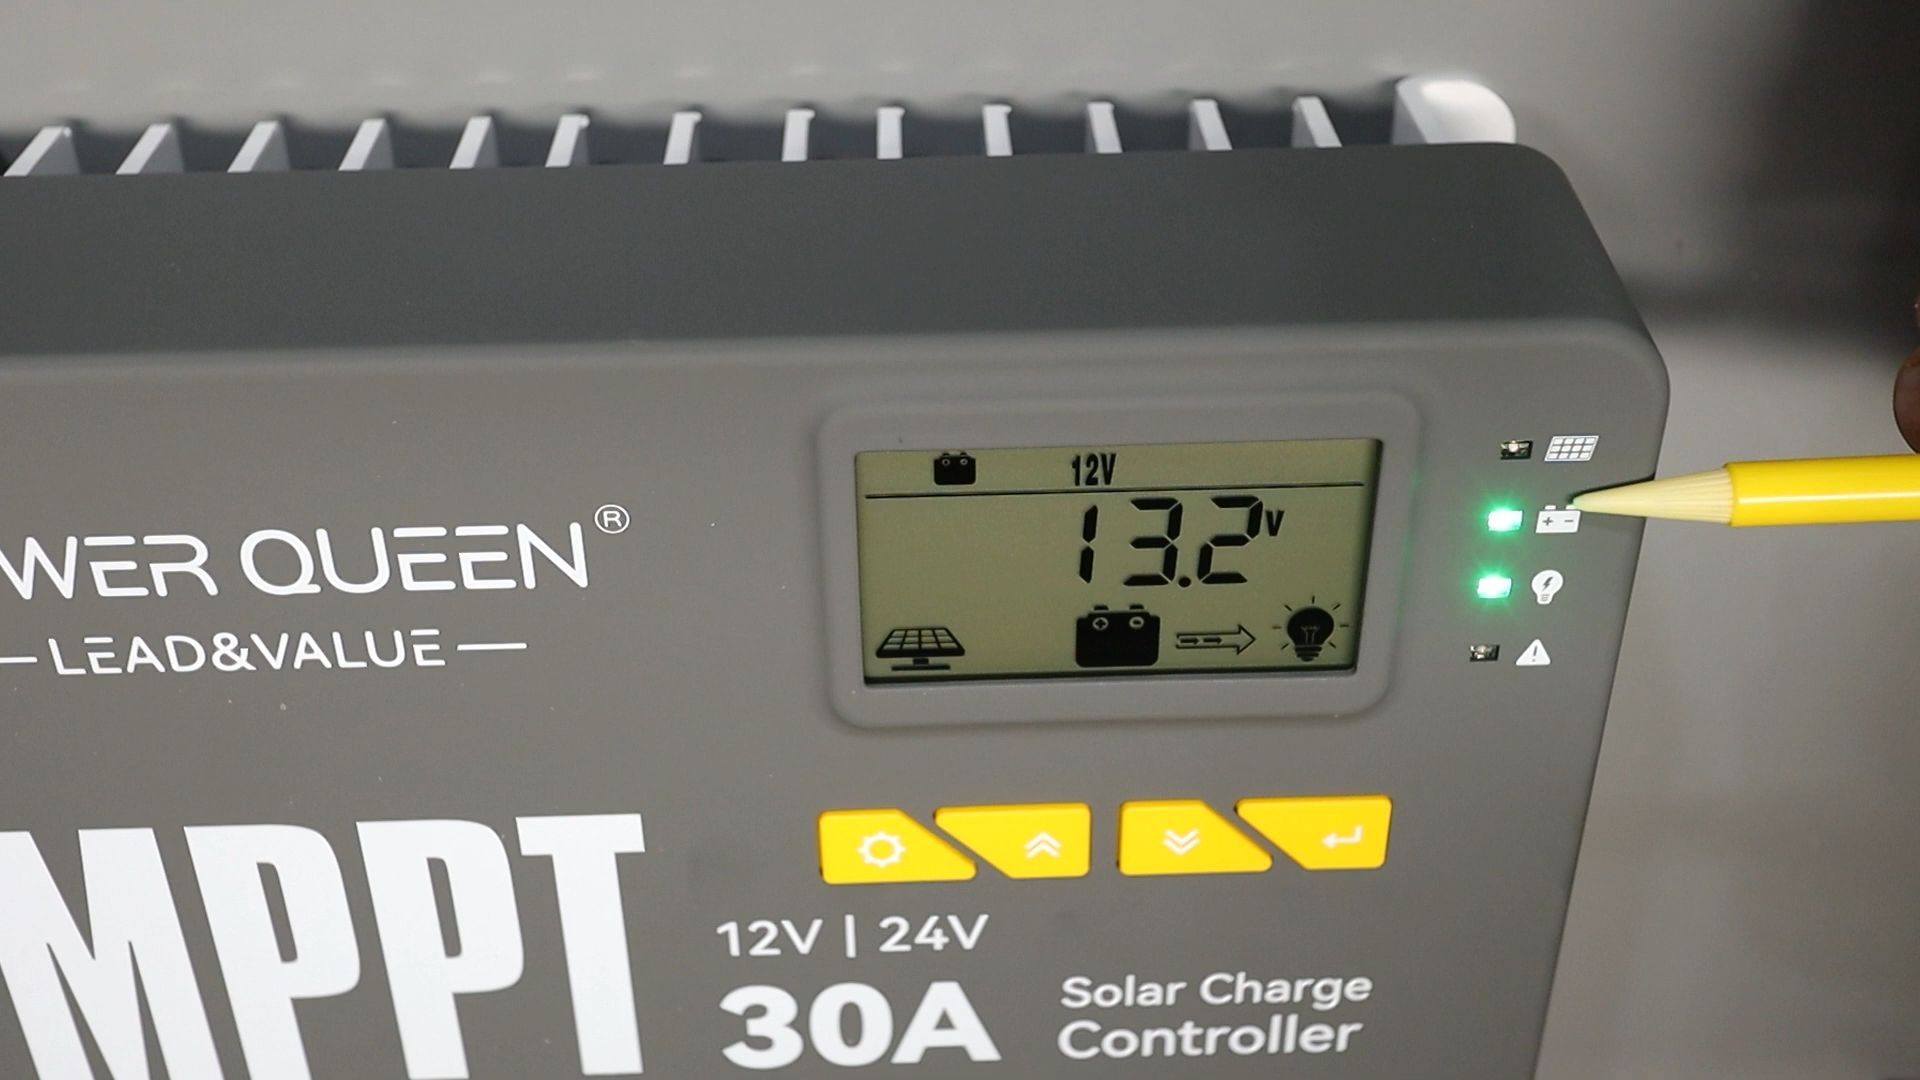 12V
13.2V
WER QUEEN®
LEAD&VALUE
MPPT
12V | 24V
30A
Solar Charge
Controller